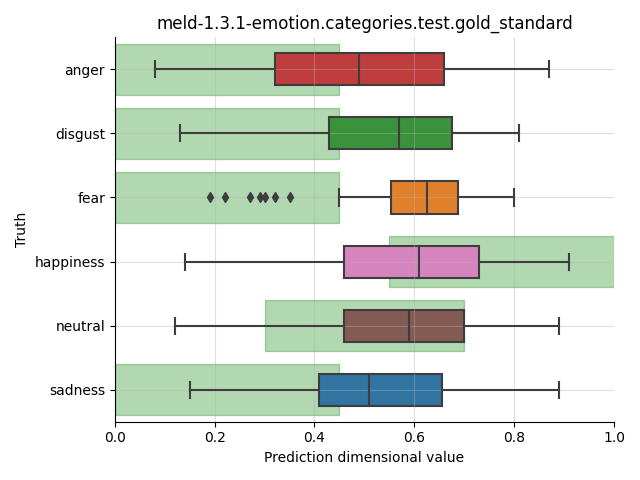 meld-1.3.1-emotion.categories.test.gold_standard
Truth
anger
disgust
fear
happiness
neutral
sadness
0.0 0.2 0.4 0.6 0.8 1.0
Prediction dimensional value